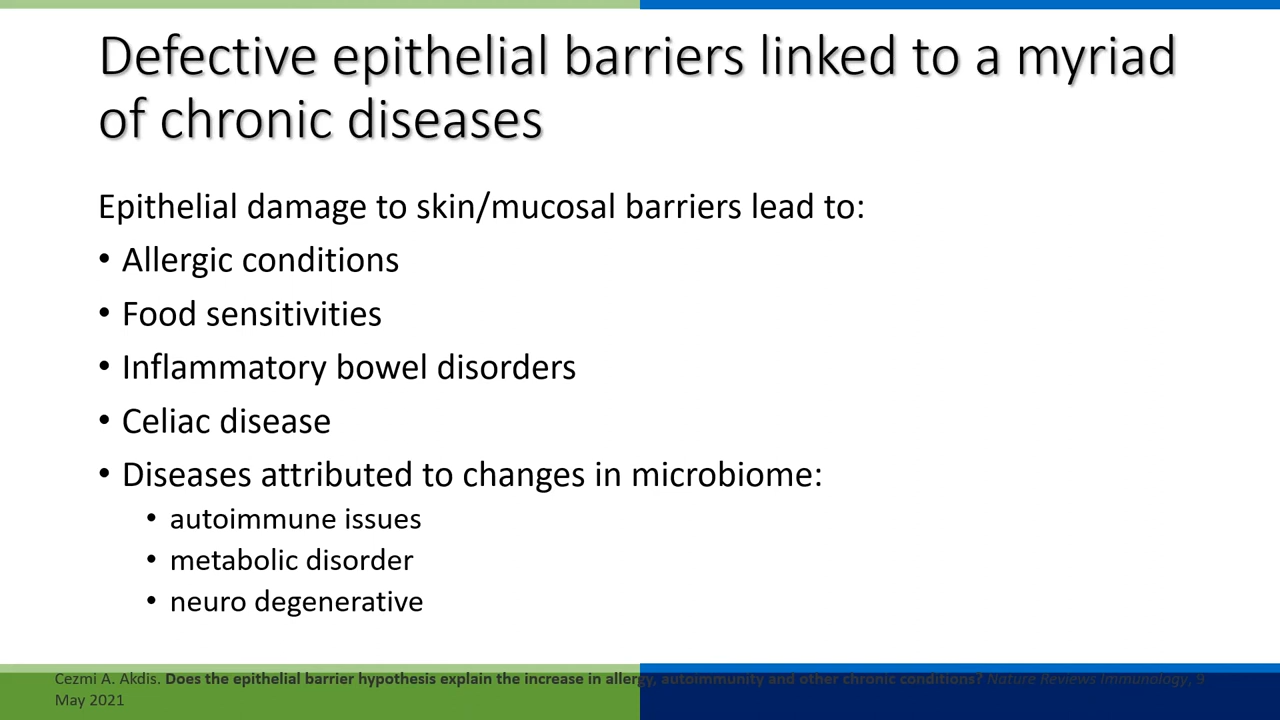 Defective epithelial barriers linked to a myriad
of chronic diseases
Epithelial damage to skin/mucosal barriers lead to:
• Allergic conditions
• Food sensitivities
• Inflammatory bowel disorders
• Celiac disease
• Diseases attributed to changes in microbiome:
• autoimmune issues
• metabolic disorder
• neuro degenerative
Cezmi A. Akdis. Does the epithelial barrier hypothesis explain the increase in allergy, autoimmunity and other chronic conditions? Nature Reviews Immunology, 9
May 2021